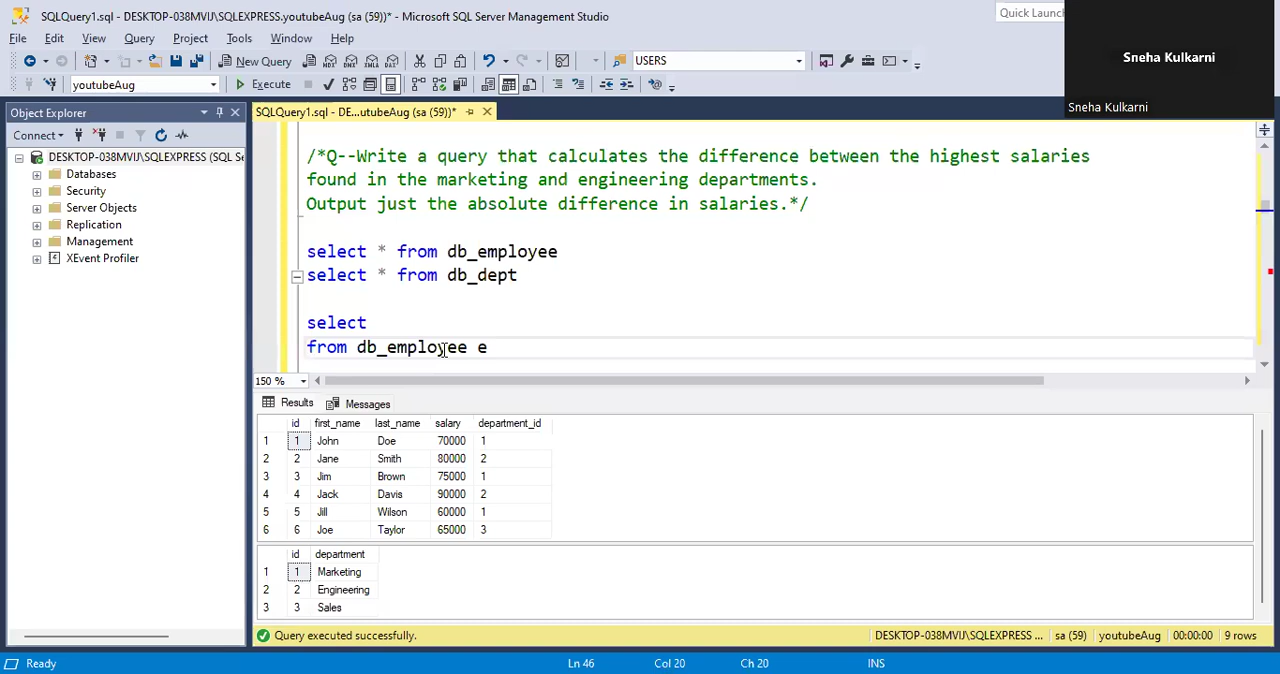 SQLQuery1.sql - DESKTOP-038MVIJ\SQLEXPRESS.youtubeAug (sa (59))* - Microsoft SQL Server Management Studio
Quick Launch
File Edit View Query Project Tools Window Help
New Query
USERS
youtubeAug
Execute
Sneha Kulkarni
Sneha Kulkarni
Object Explorer
Connect
DESKTOP-038MVIJ\SQLEXPRESS (SQL Se
Databases
Security
Server Objects
Replication
Management
XEvent Profiler
SQLQuery1.sql - DE...utubeAug (sa (59))*
/*Q--Write a query that calculates the difference between the highest salaries
found in the marketing and engineering departments.
Output just the absolute difference in salaries.*/
select * from db_employee
select * from db_dept
select
from db_employee e
150 %
Results Messages
id first_name last_name salary department_id
1 1 John Doe 70000 1
2 2 Jane Smith 80000 2
3 3 Jim Brown 75000 1
4 4 Jack Davis 90000 2
5 5 Jill Wilson 60000 1
6 6 Joe Taylor 65000 3
id department
1 1 Marketing
2 2 Engineering
3 3 Sales
Query executed successfully.
DESKTOP-038MVIJ\SQLEXPRESS ... sa (59) youtubeAug 00:00:00 9 rows
Ready Ln 46 Col 20 Ch 20 INS